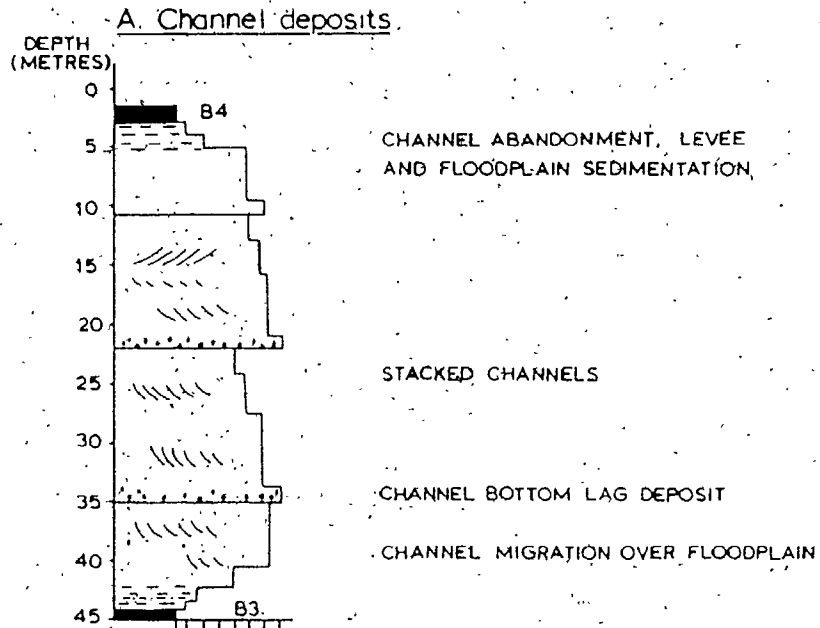 A. Channel deposits
DEPTH
(METRES)
0
B4
5
CHANNEL ABANDONMENT, LEVEE
AND FLOODPLAIN SEDIMENTATION
10
15
20
25
STACKED CHANNELS
30
35
CHANNEL BOTTOM LAG DEPOSIT
40
CHANNEL MIGRATION OVER FLOODPLAIN
45
B3